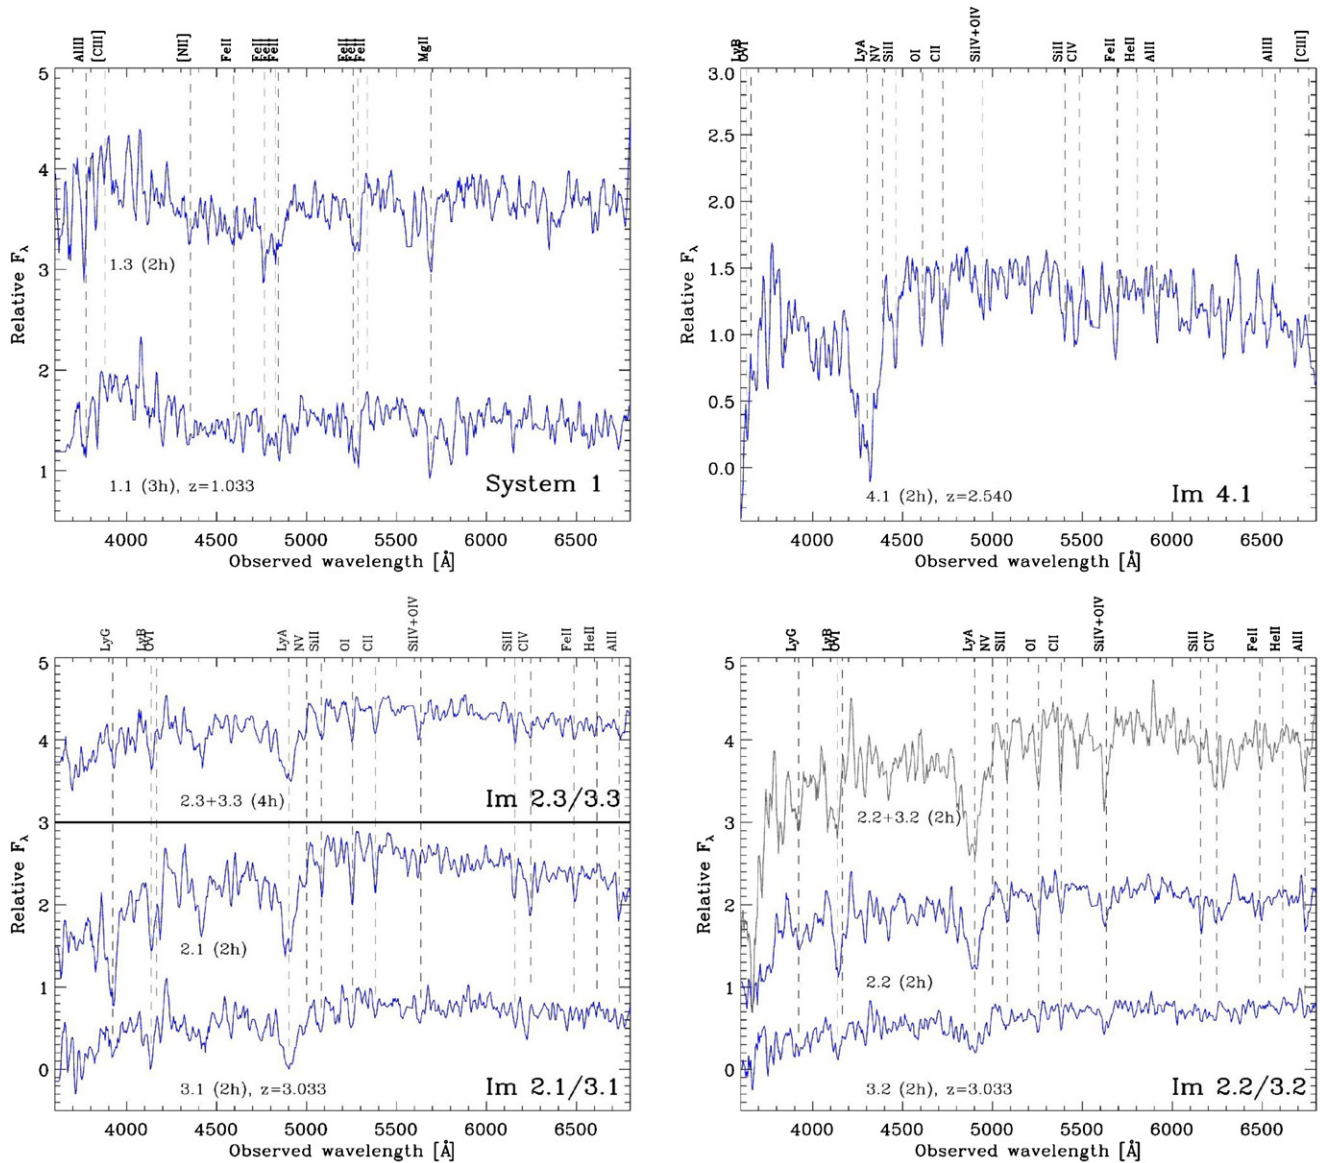 AlIII [CIII] [NII] FeII FeII FeII FeII FeII FeII FeII MgII
5
4
3
2
1
Relative Fλ
1.3 (2h)
1.1 (3h), z=1.033
System 1
4000 4500 5000 5500 6000 6500
Observed wavelength [Å]
LyB OVI LyA NV SiII OI CII SiIV+OIV SiII CIV FeII HeII AlII AlIII [CIII]
3.0
2.5
2.0
1.5
1.0
0.5
0.0
Relative Fλ
4.1 (2h), z=2.540
Im 4.1
4000 4500 5000 5500 6000 6500
Observed wavelength [Å]
LyG LyB OVI LyA NV SiII OI CII SiIV+OIV SiII CIV FeII HeII AlII
5
4
3
2
1
0
Relative Fλ
2.3+3.3 (4h)
Im 2.3/3.3
2.1 (2h)
3.1 (2h), z=3.033
Im 2.1/3.1
4000 4500 5000 5500 6000 6500
Observed wavelength [Å]
LyG LyB OVI LyA NV SiII OI CII SiIV+OIV SiII CIV FeII HeII AlII
5
4
3
2
1
0
Relative Fλ
2.2+3.2 (2h)
2.2 (2h)
3.2 (2h), z=3.033
Im 2.2/3.2
4000 4500 5000 5500 6000 6500
Observed wavelength [Å]